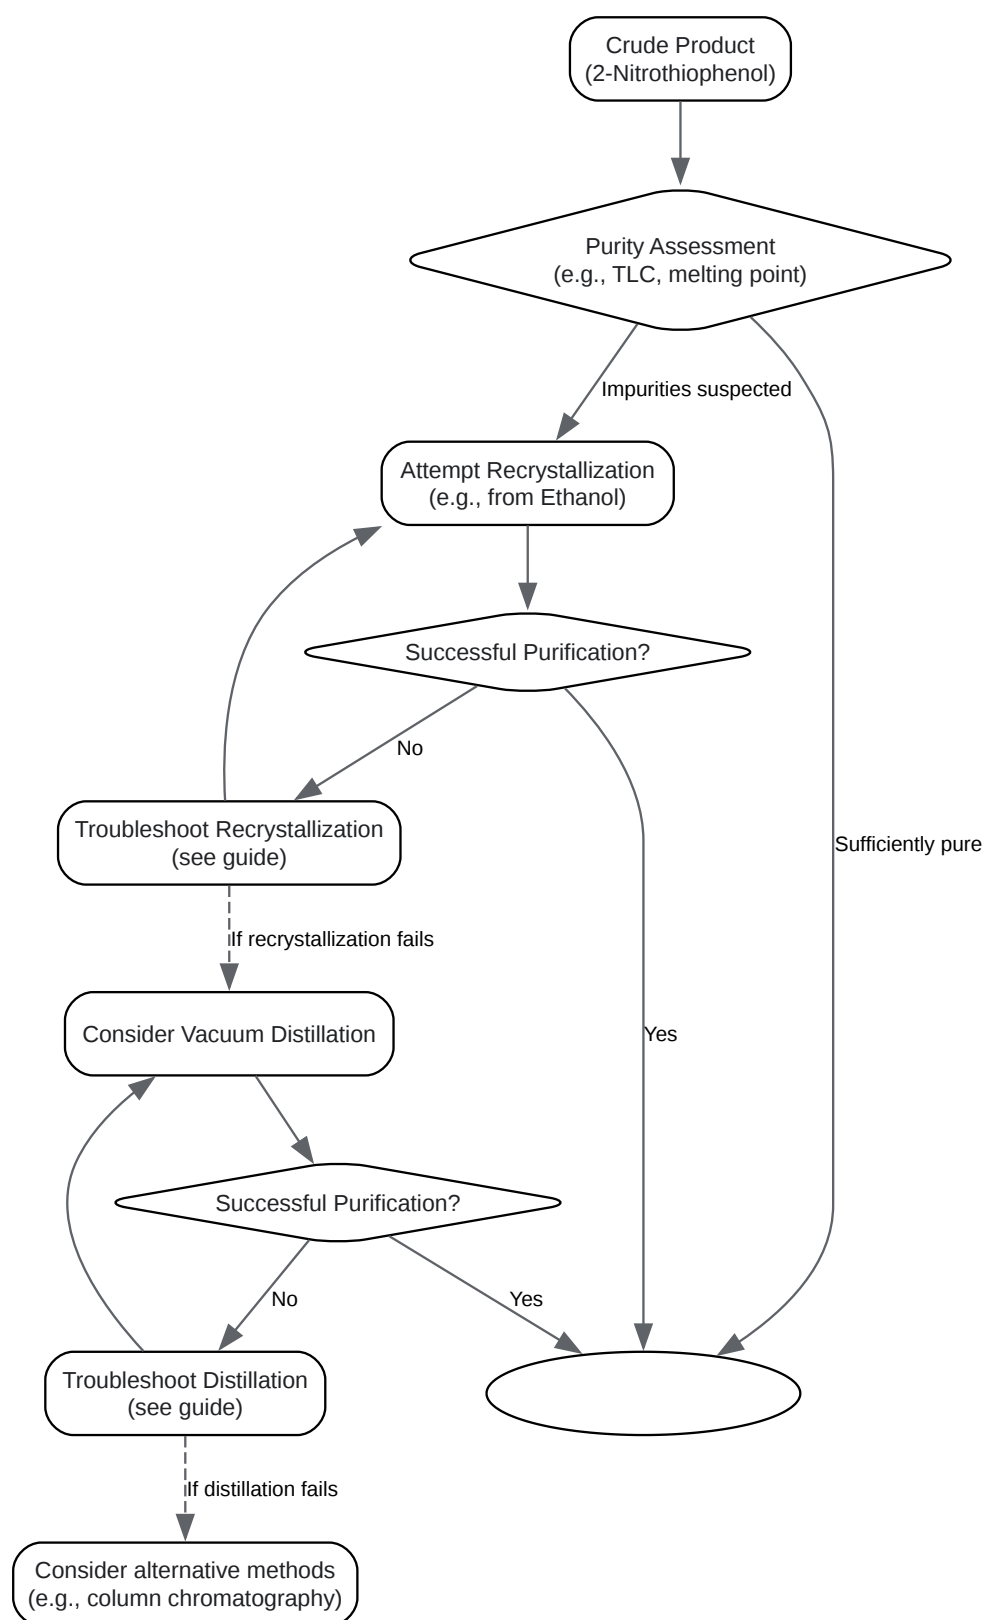 Crude Product
(2-Nitrothiophenol)
Purity Assessment
(e.g., TLC, melting point)
Impurities suspected
Attempt Recrystallization
(e.g., from Ethanol)
Successful Purification?
No
Troubleshoot Recrystallization
(see guide)
Sufficiently pure
If recrystallization fails
Consider Vacuum Distillation
Yes
Successful Purification?
No
Yes
Troubleshoot Distillation
(see guide)
If distillation fails
Consider alternative methods
(e.g., column chromatography)